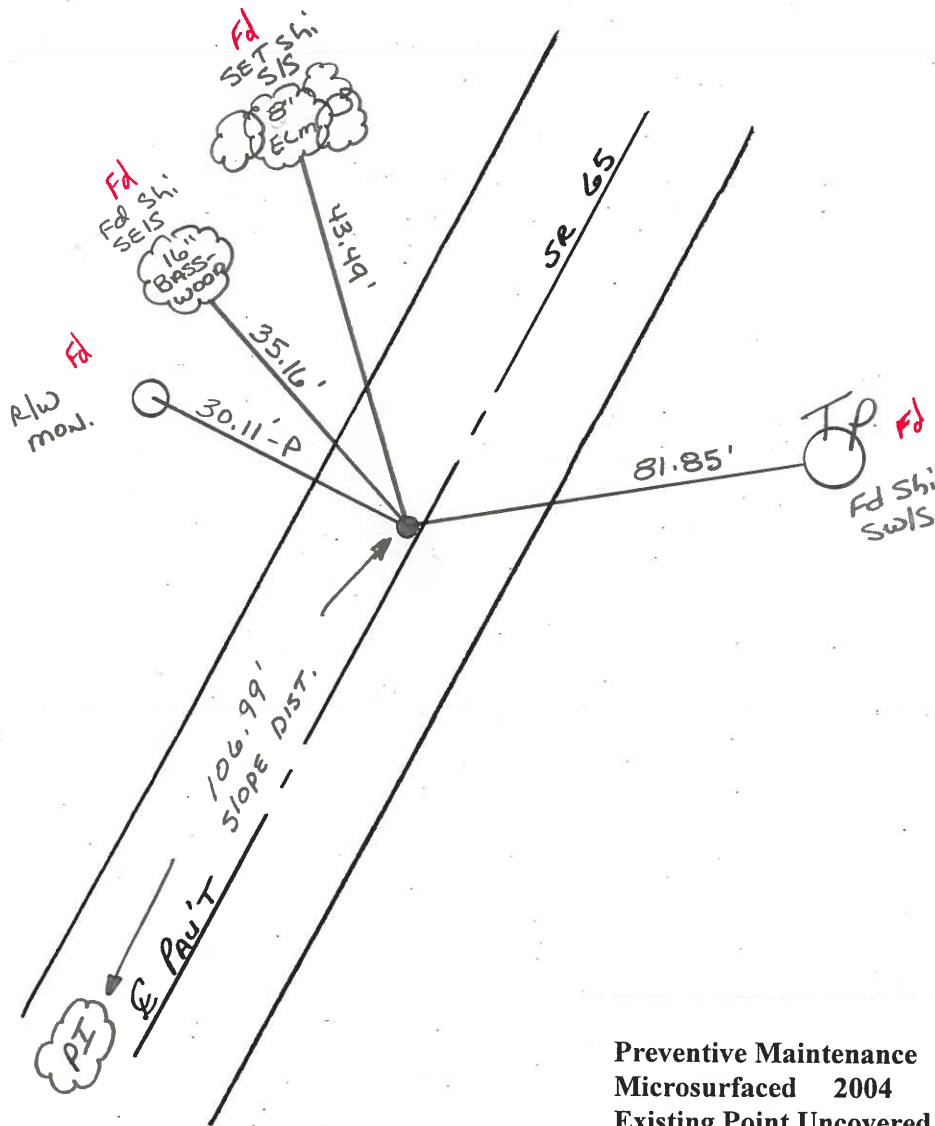 Fd
SET Shi
S/S
8"
ELM
Fd
Fd Shi
SE/S
16"
BASS-
WOOD
Fd
R/W
MON.
43.49'
35.16'
30.11'-P
SR 65
81.85'
T.P.
Fd
Fd Shi
SW/S
106.99'
SLOPE DIST.
℄ PAV'T
PI
Preventive Maintenance
Microsurfaced 2004
Existing Point Uncovered